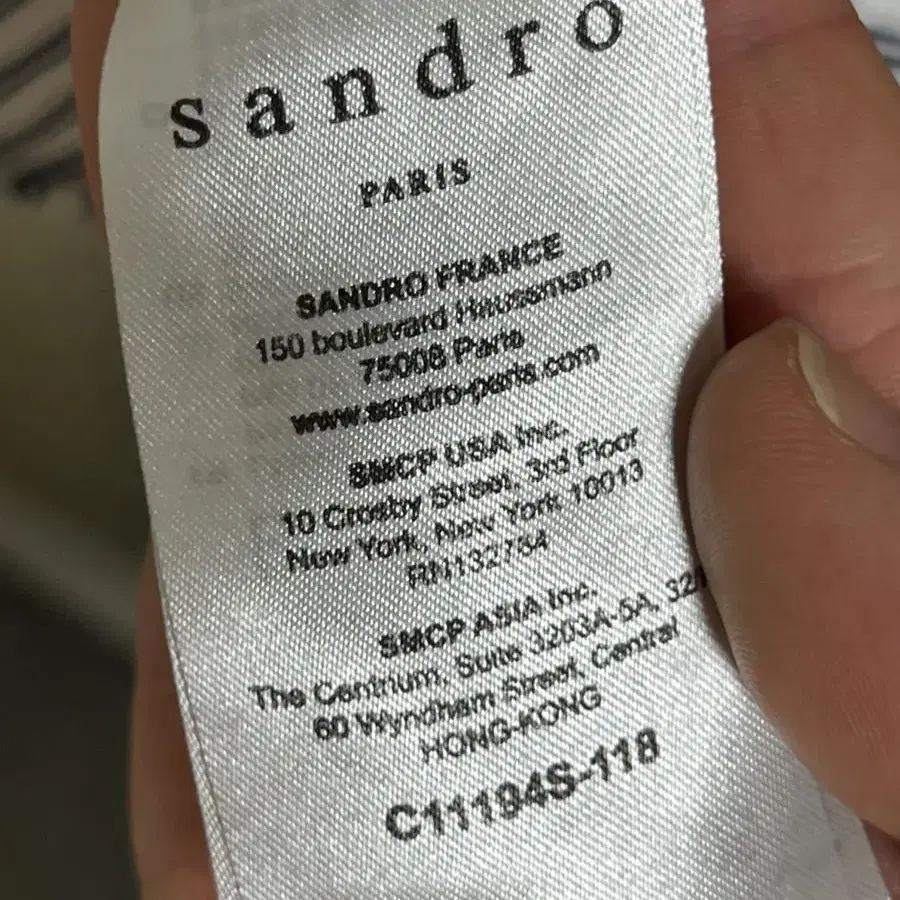 sandro
PARIS
SANDRO FRANCE
150 boulevard Haussmann
75008 Paris
www.sandro-paris.com
SMCP USA Inc.
10 Crosby Street, 3rd Floor
New York, New York 10013
RN132784
SMCP ASIA Inc.
The Centrium, Suite 3203A-5A, 32/
60 Wyndham Street, Central
HONG-KONG
C11194S-118